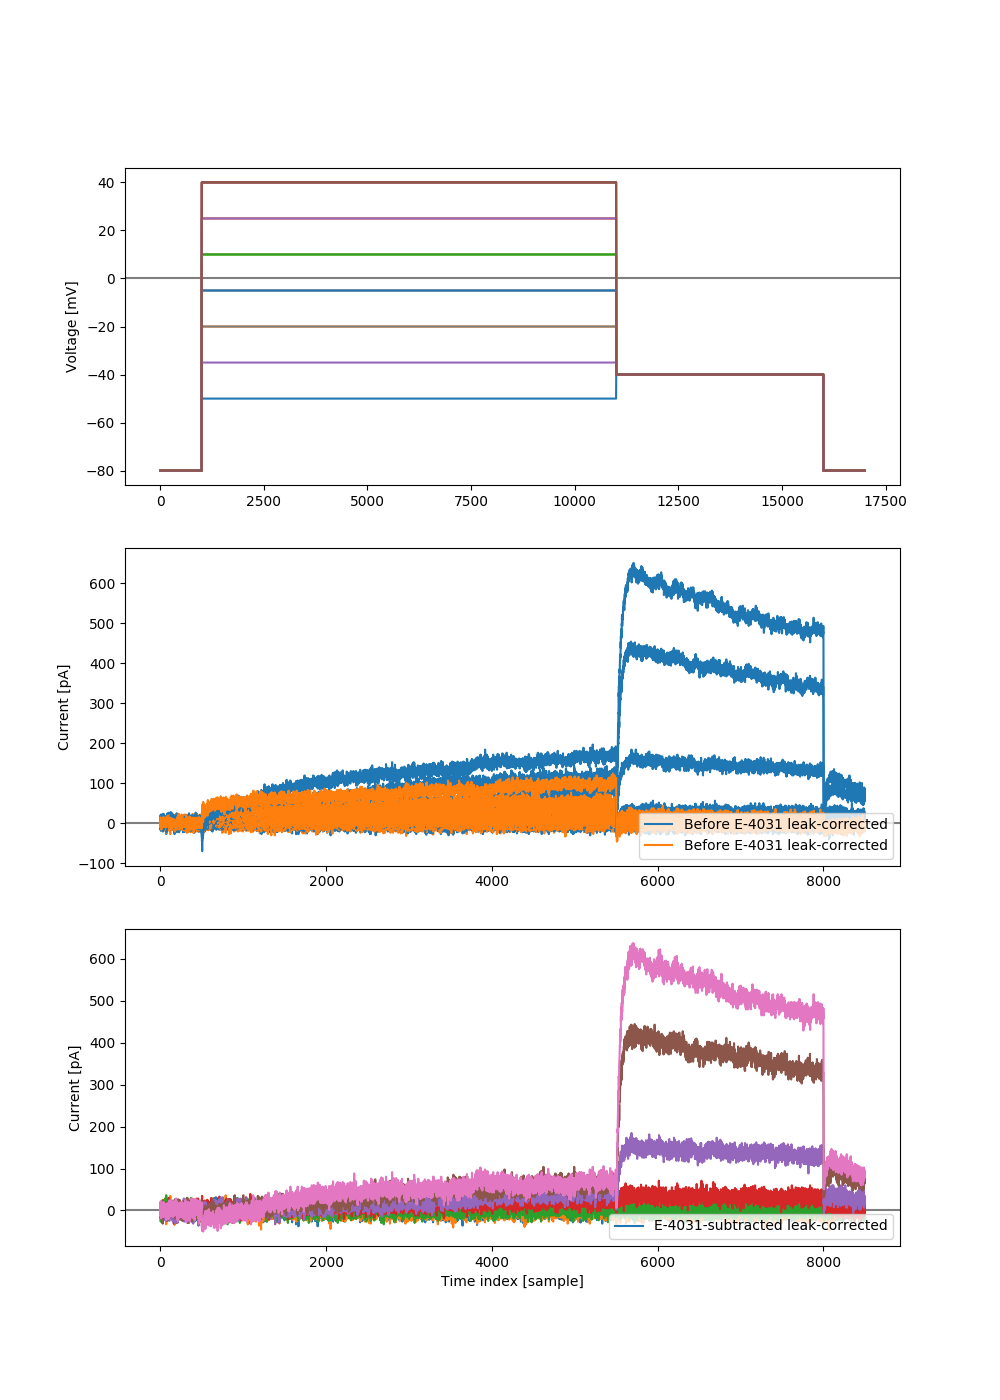 40
20
0
−20
−40
−60
−80
Voltage [mV]
0 2500 5000 7500 10000 12500 15000 17500
600
500
400
300
200
100
0
−100
Current [pA]
Before E-4031 leak-corrected
Before E-4031 leak-corrected
0 2000 4000 6000 8000
600
500
400
300
200
100
0
Current [pA]
E-4031-subtracted leak-corrected
0 2000 4000 6000 8000
Time index [sample]